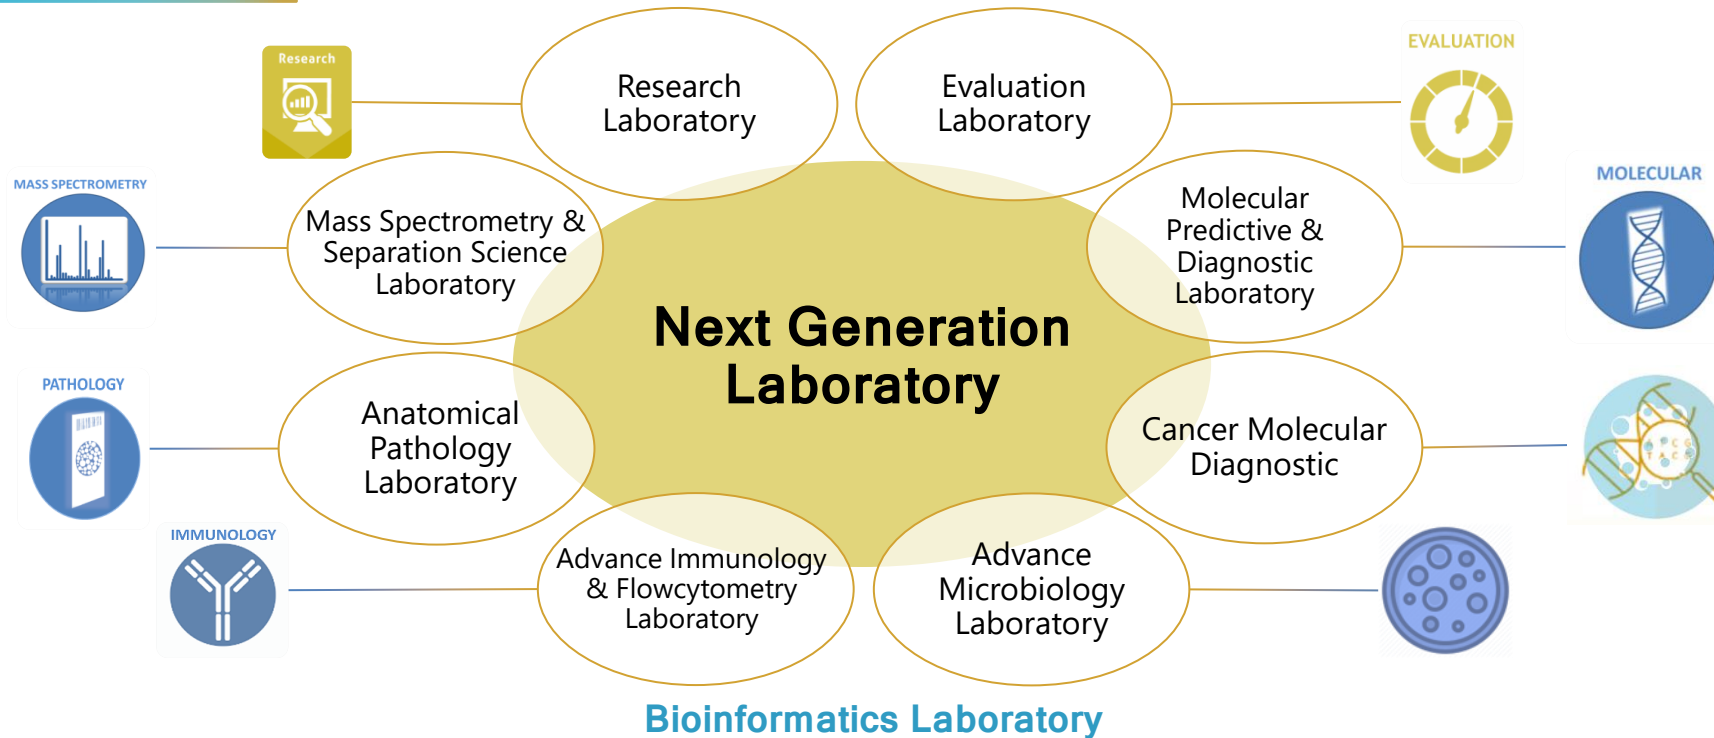 Research
Research
Laboratory
Evaluation
Laboratory
EVALUATION
MASS SPECTROMETRY
Mass Spectrometry &
Separation Science
Laboratory
Molecular
Predictive &
Diagnostic
Laboratory
MOLECULAR
Next Generation
Laboratory
PATHOLOGY
Anatomical
Pathology
Laboratory
Cancer Molecular
Diagnostic
IMMUNOLOGY
Advance Immunology
& Flowcytometry
Laboratory
Advance
Microbiology
Laboratory
Bioinformatics Laboratory